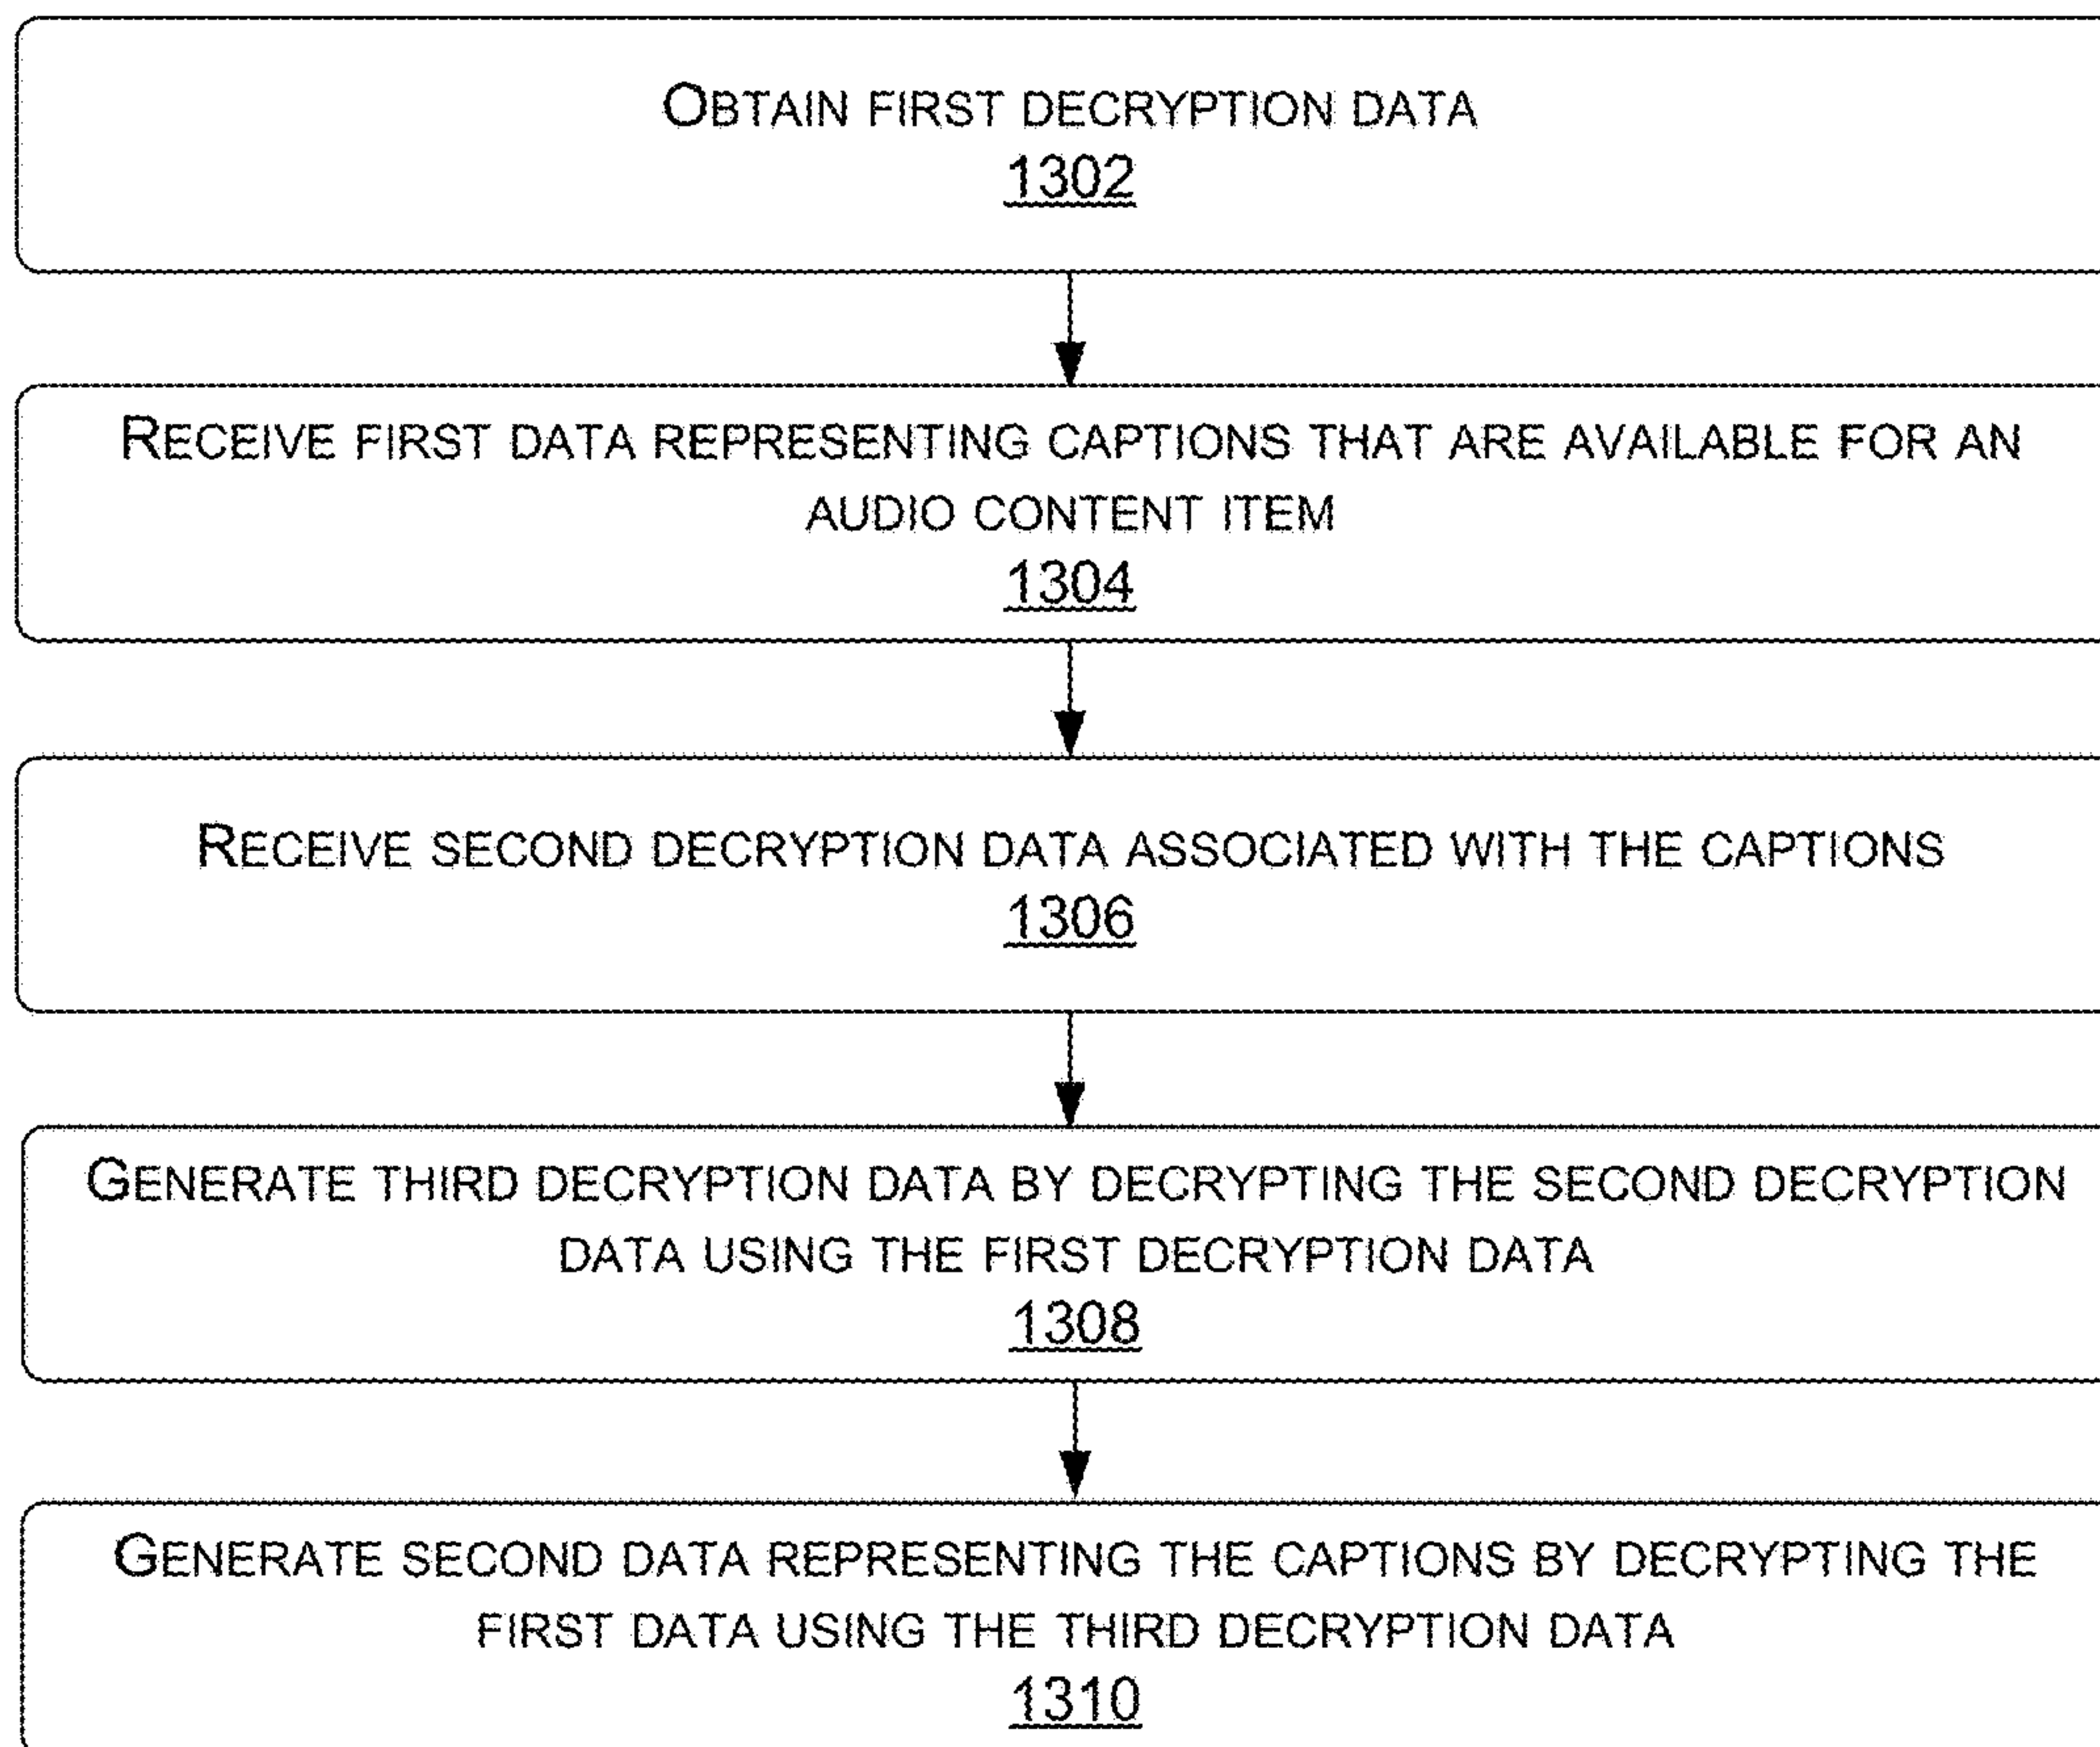 OBTAIN FIRST DECRYPTION DATA
1302
RECEIVE FIRST DATA REPRESENTING CAPTIONS THAT ARE AVAILABLE FOR AN
AUDIO CONTENT ITEM
1304
RECEIVE SECOND DECRYPTION DATA ASSOCIATED WITH THE CAPTIONS
1306
GENERATE THIRD DECRYPTION DATA BY DECRYPTING THE SECOND DECRYPTION
DATA USING THE FIRST DECRYPTION DATA
1308
GENERATE SECOND DATA REPRESENTING THE CAPTIONS BY DECRYPTING THE
FIRST DATA USING THE THIRD DECRYPTION DATA
1310